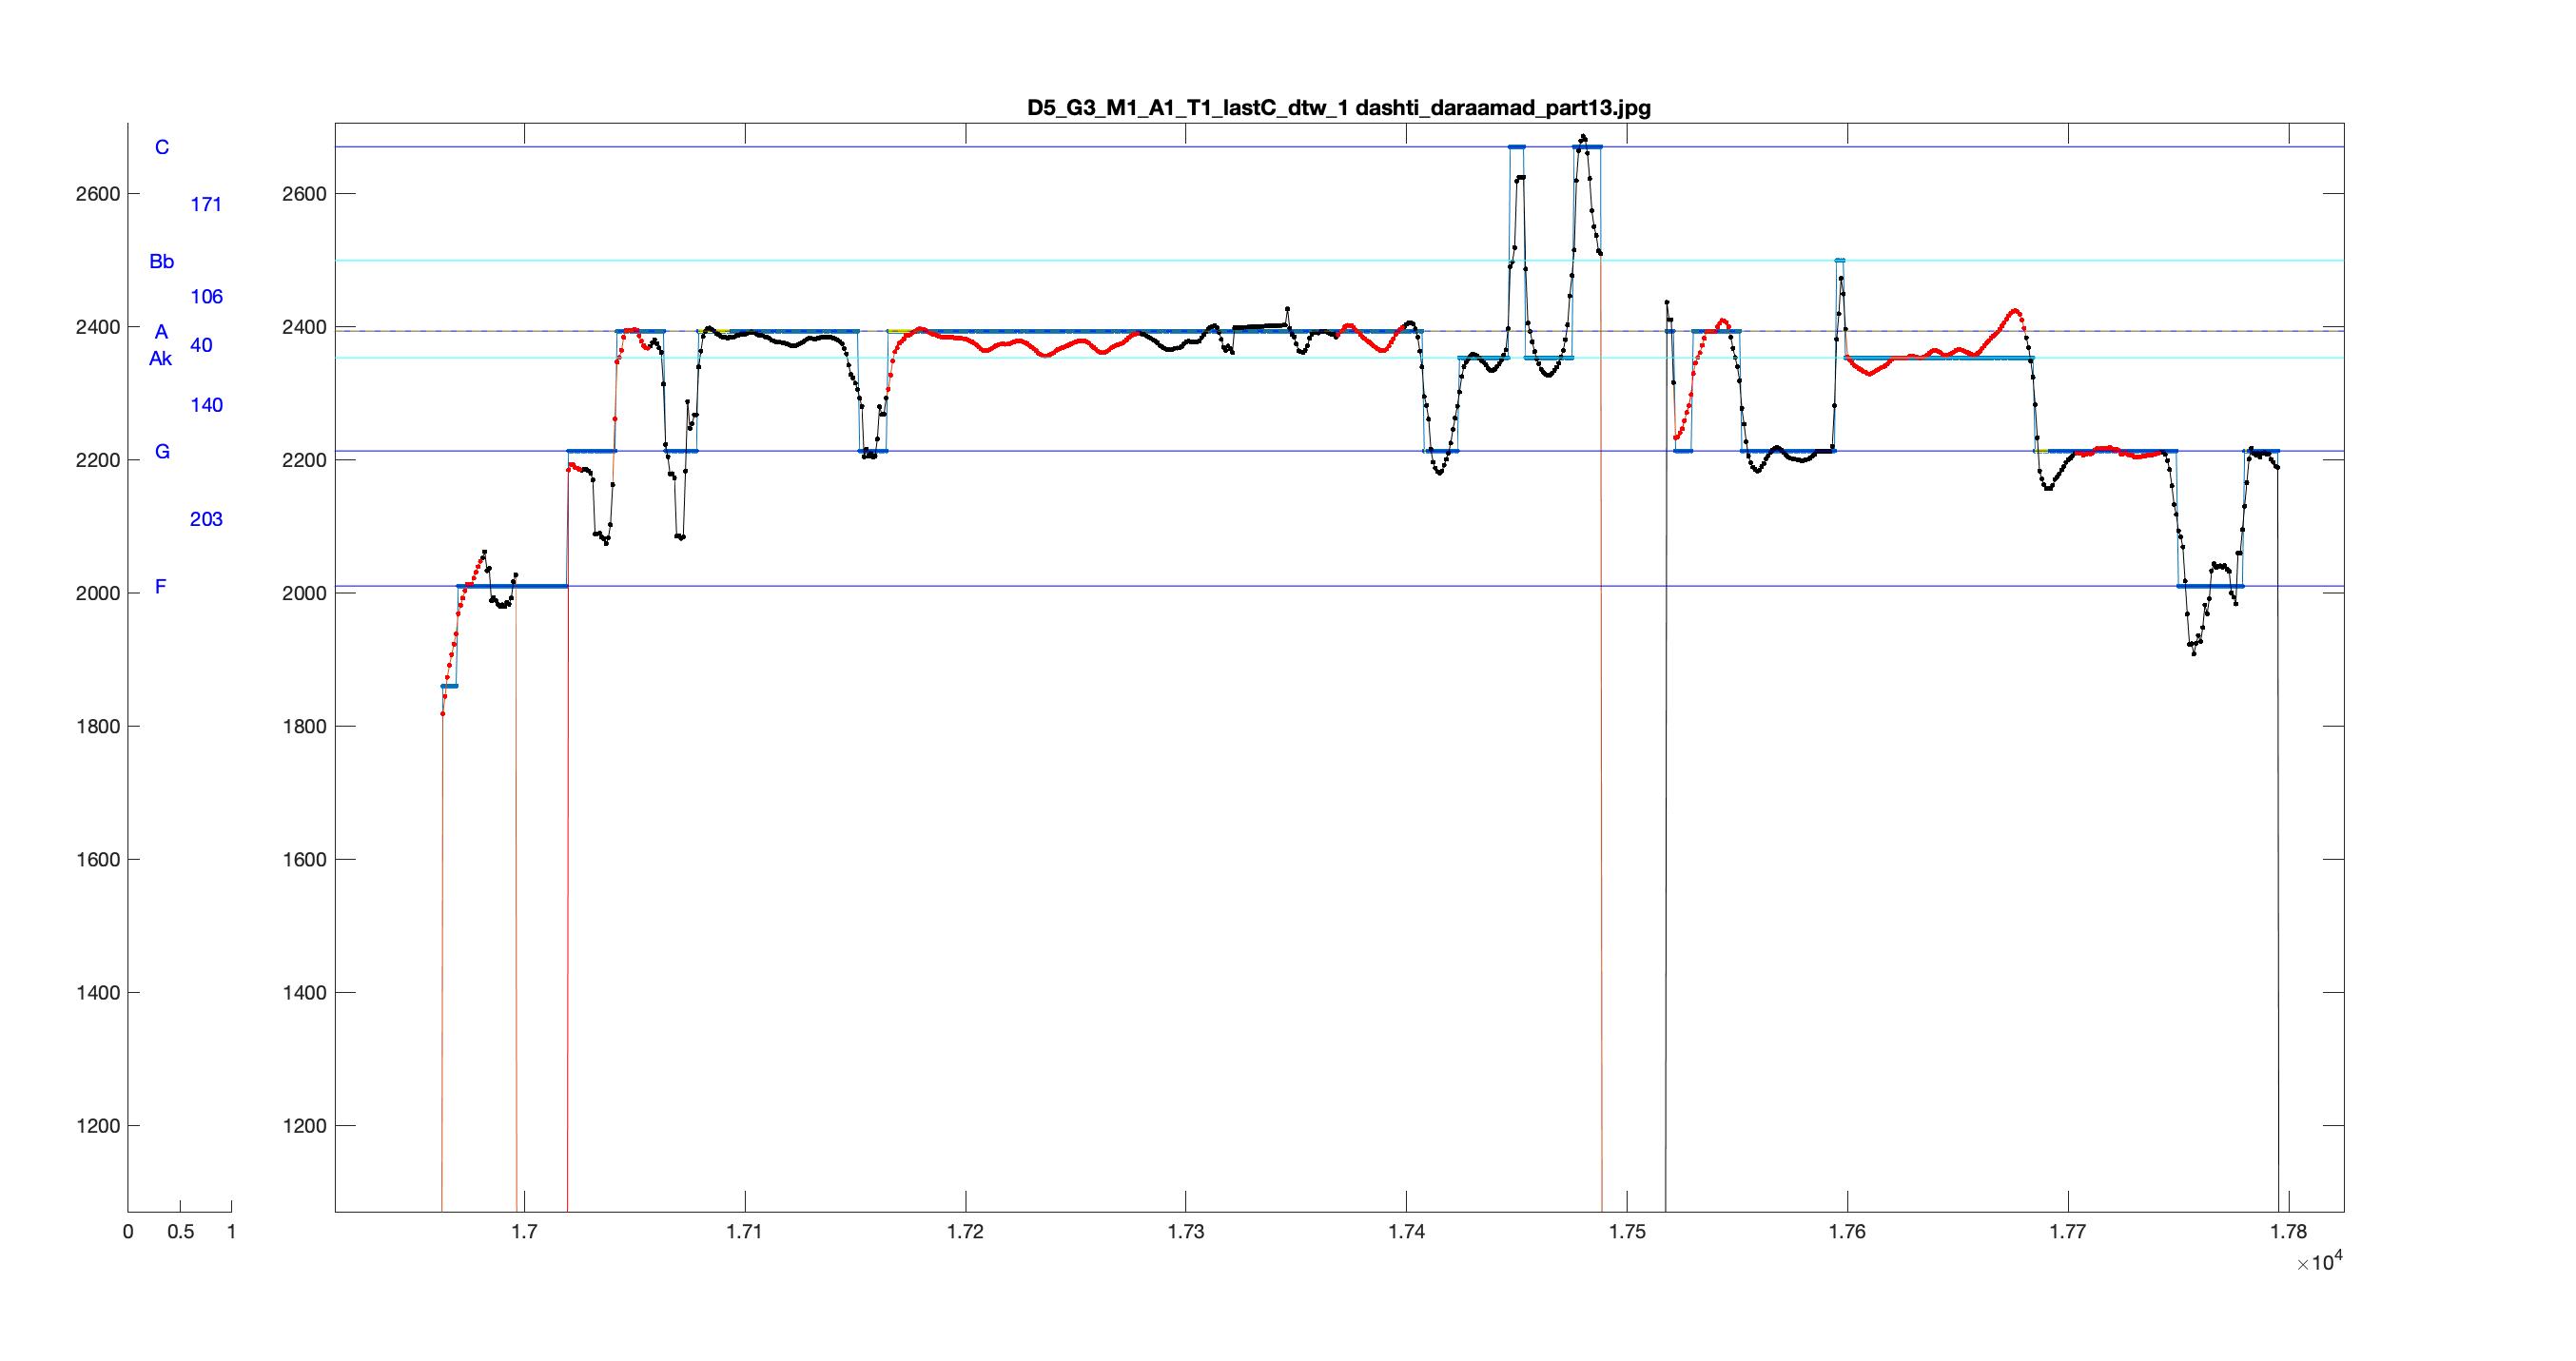 D5_G3_M1_A1_T1_lastC_dtw_1 dashti_daraamad_part13.jpg
C
2600 171 2600
Bb
106
2400 A 2400
40
Ak
140
G
2200 2200
203
F
2000 2000
1800 1800
1600 1600
1400 1400
1200 1200
0 0.5 1 1.7 1.71 1.72 1.73 1.74 1.75 1.76 1.77 1.78
×10^4